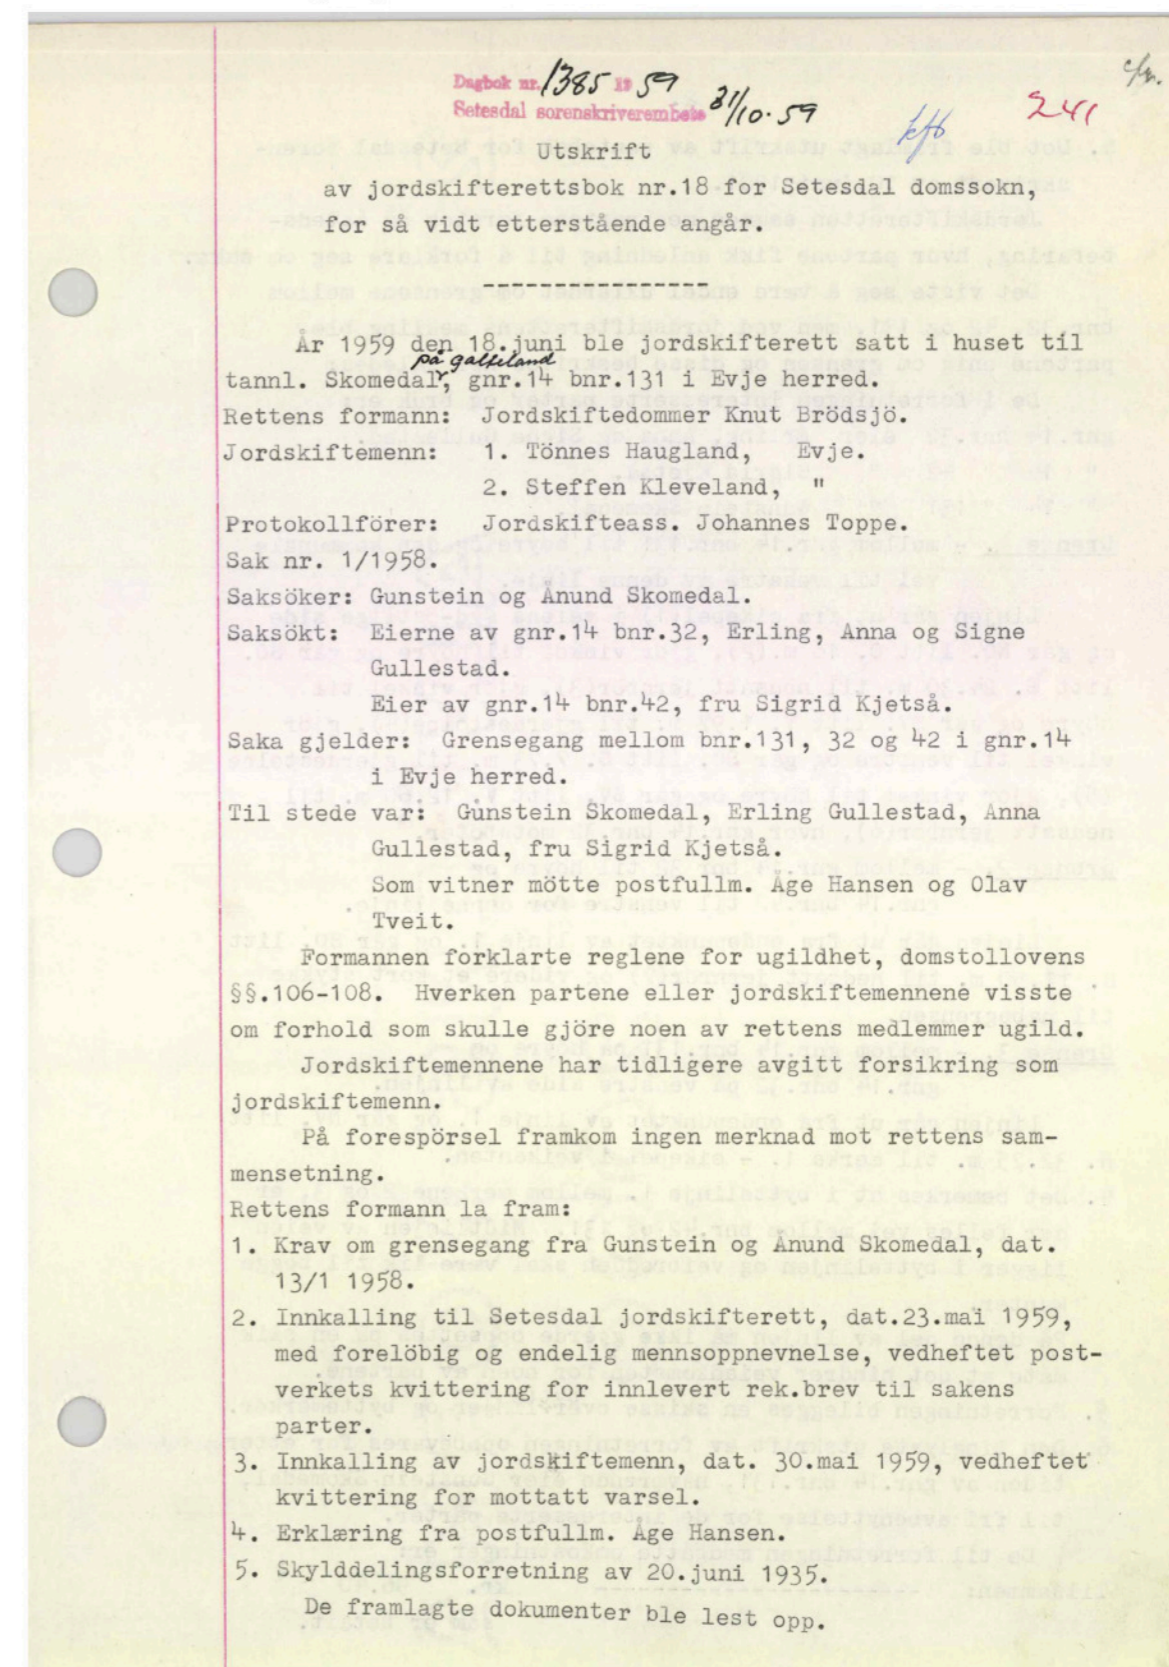 Dagbok nr. 1385 19 59
Setesdal sorenskriverembete 31/10-59
241
Utskrift
av jordskifterettsbok nr.18 for Setesdal domssokn,
for så vidt etterstående angår.
----------------
År 1959 den 18.juni ble jordskifterett satt i huset til
på galteland
tannl. Skomedal, gnr.14 bnr.131 i Evje herred.
Rettens formann: Jordskiftedommer Knut Brödsjö.
Jordskiftemenn: 1. Tönnes Haugland, Evje.
2. Steffen Kleveland, "
Protokollförer: Jordskifteass. Johannes Toppe.
Sak nr. 1/1958.
Saksöker: Gunstein og Ånund Skomedal.
Saksökt: Eierne av gnr.14 bnr.32, Erling, Anna og Signe
Gullestad.
Eier av gnr.14 bnr.42, fru Sigrid Kjetså.
Saka gjelder: Grensegang mellom bnr.131, 32 og 42 i gnr.14
i Evje herred.
Til stede var: Gunstein Skomedal, Erling Gullestad, Anna
Gullestad, fru Sigrid Kjetså.
Som vitner mötte postfullm. Åge Hansen og Olav
Tveit.
Formannen forklarte reglene for ugildhet, domstollovens
§§.106-108. Hverken partene eller jordskiftemennene visste
om forhold som skulle gjöre noen av rettens medlemmer ugild.
Jordskiftemennene har tidligere avgitt forsikring som
jordskiftemenn.
På forespörsel framkom ingen merknad mot rettens sam-
mensetning.
Rettens formann la fram:
1. Krav om grensegang fra Gunstein og Ånund Skomedal, dat.
13/1 1958.
2. Innkalling til Setesdal jordskifterett, dat.23.mai 1959,
med forelöbig og endelig mennsoppnevnelse, vedheftet post-
verkets kvittering for innlevert rek.brev til sakens
parter.
3. Innkalling av jordskiftemenn, dat. 30.mai 1959, vedheftet
kvittering for mottatt varsel.
4. Erklæring fra postfullm. Åge Hansen.
5. Skylddelingsforretning av 20.juni 1935.
De framlagte dokumenter ble lest opp.